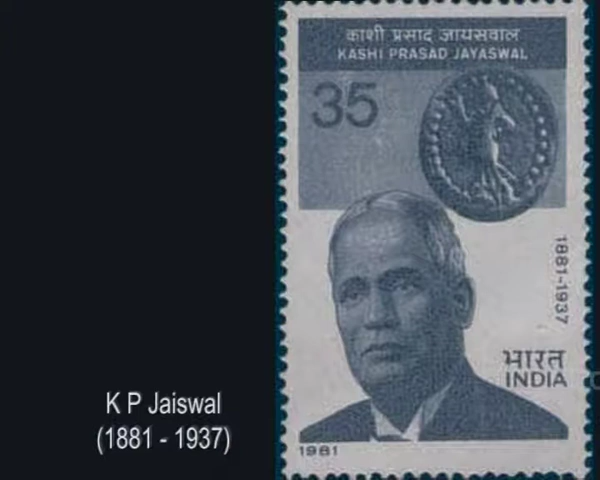 काशी प्रसाद जायसवाल
KASHI PRASAD JAYASWAL
35
1881-1937
भारत
INDIA
1981
K P Jaiswal
(1881 - 1937)